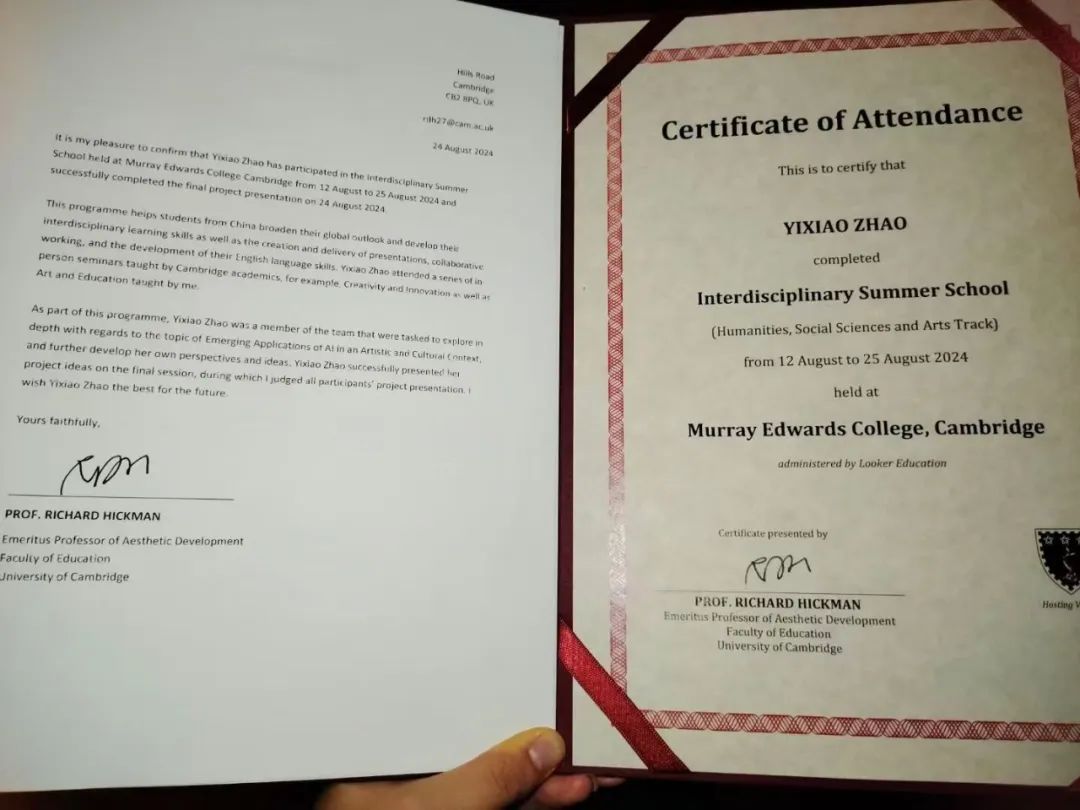 Hills Road
Cambridge
CB2 8PQ, UK
rdh27@cam.ac.uk
24 August 2024
It is my pleasure to confirm that Yixiao Zhao has participated in the Interdisciplinary Summer
School held at Murray Edwards College Cambridge from 12 August to 25 August 2024 and
successfully completed the final project presentation on 24 August 2024.
This programme helps students from China broaden their global outlook and develop their
interdisciplinary learning skills as well as the creation and delivery of presentations, collaborative
working, and the development of their English language skills. Yixiao Zhao attended a series of in
person seminars taught by Cambridge academics, for example, Creativity and Innovation as well as
Art and Education taught by me.
As part of this programme, Yixiao Zhao was a member of the team that were tasked to explore in
depth with regards to the topic of Emerging Applications of AI in an Artistic and Cultural Context,
and further develop her own perspectives and ideas. Yixiao Zhao successfully presented her
project ideas on the final session, during which I judged all participants' project presentation. I
wish Yixiao Zhao the best for the future.
Yours faithfully,
PROF. RICHARD HICKMAN
Emeritus Professor of Aesthetic Development
Faculty of Education
University of Cambridge
Certificate of Attendance
This is to certify that
YIXIAO ZHAO
completed
Interdisciplinary Summer School
(Humanities, Social Sciences and Arts Track)
from 12 August to 25 August 2024
held at
Murray Edwards College, Cambridge
administered by Looker Education
Certificate presented by
PROF. RICHARD HICKMAN
Emeritus Professor of Aesthetic Development
Faculty of Education
University of Cambridge
Hosting